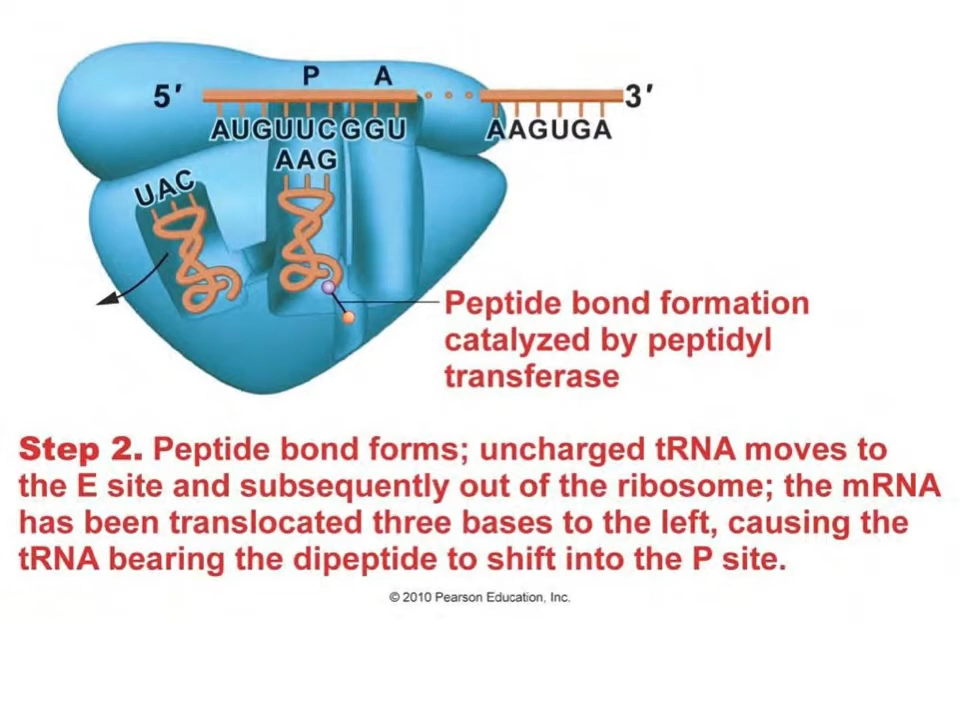 P A
5′ 3′
AUGUUCGGU AAGUGA
AAG
UAC
Peptide bond formation
catalyzed by peptidyl
transferase
Step 2. Peptide bond forms; uncharged tRNA moves to
the E site and subsequently out of the ribosome; the mRNA
has been translocated three bases to the left, causing the
tRNA bearing the dipeptide to shift into the P site.
© 2010 Pearson Education, Inc.